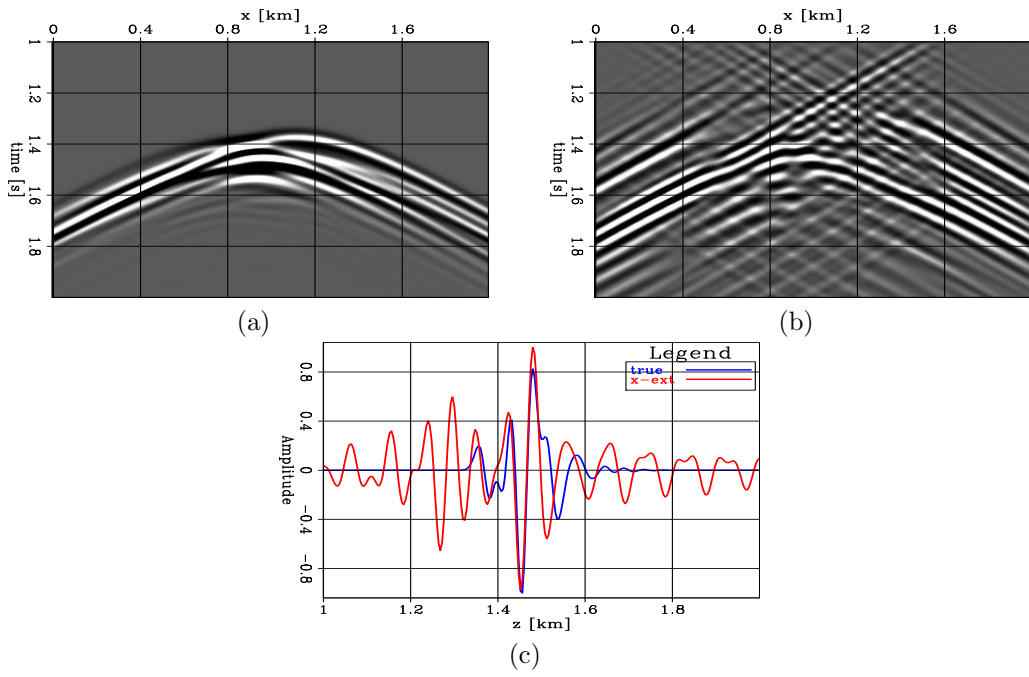 x [km]
0 0.4 0.8 1.2 1.6
1 1.2 1.4 1.6 1.8
time [s]
(a)
x [km]
0 0.4 0.8 1.2 1.6
1 1.2 1.4 1.6 1.8
time [s]
(b)
Legend
true
x-ext
0.8 0.4 0 -0.4 -0.8
Amplitude
1 1.2 1.4 1.6 1.8
z [km]
(c)